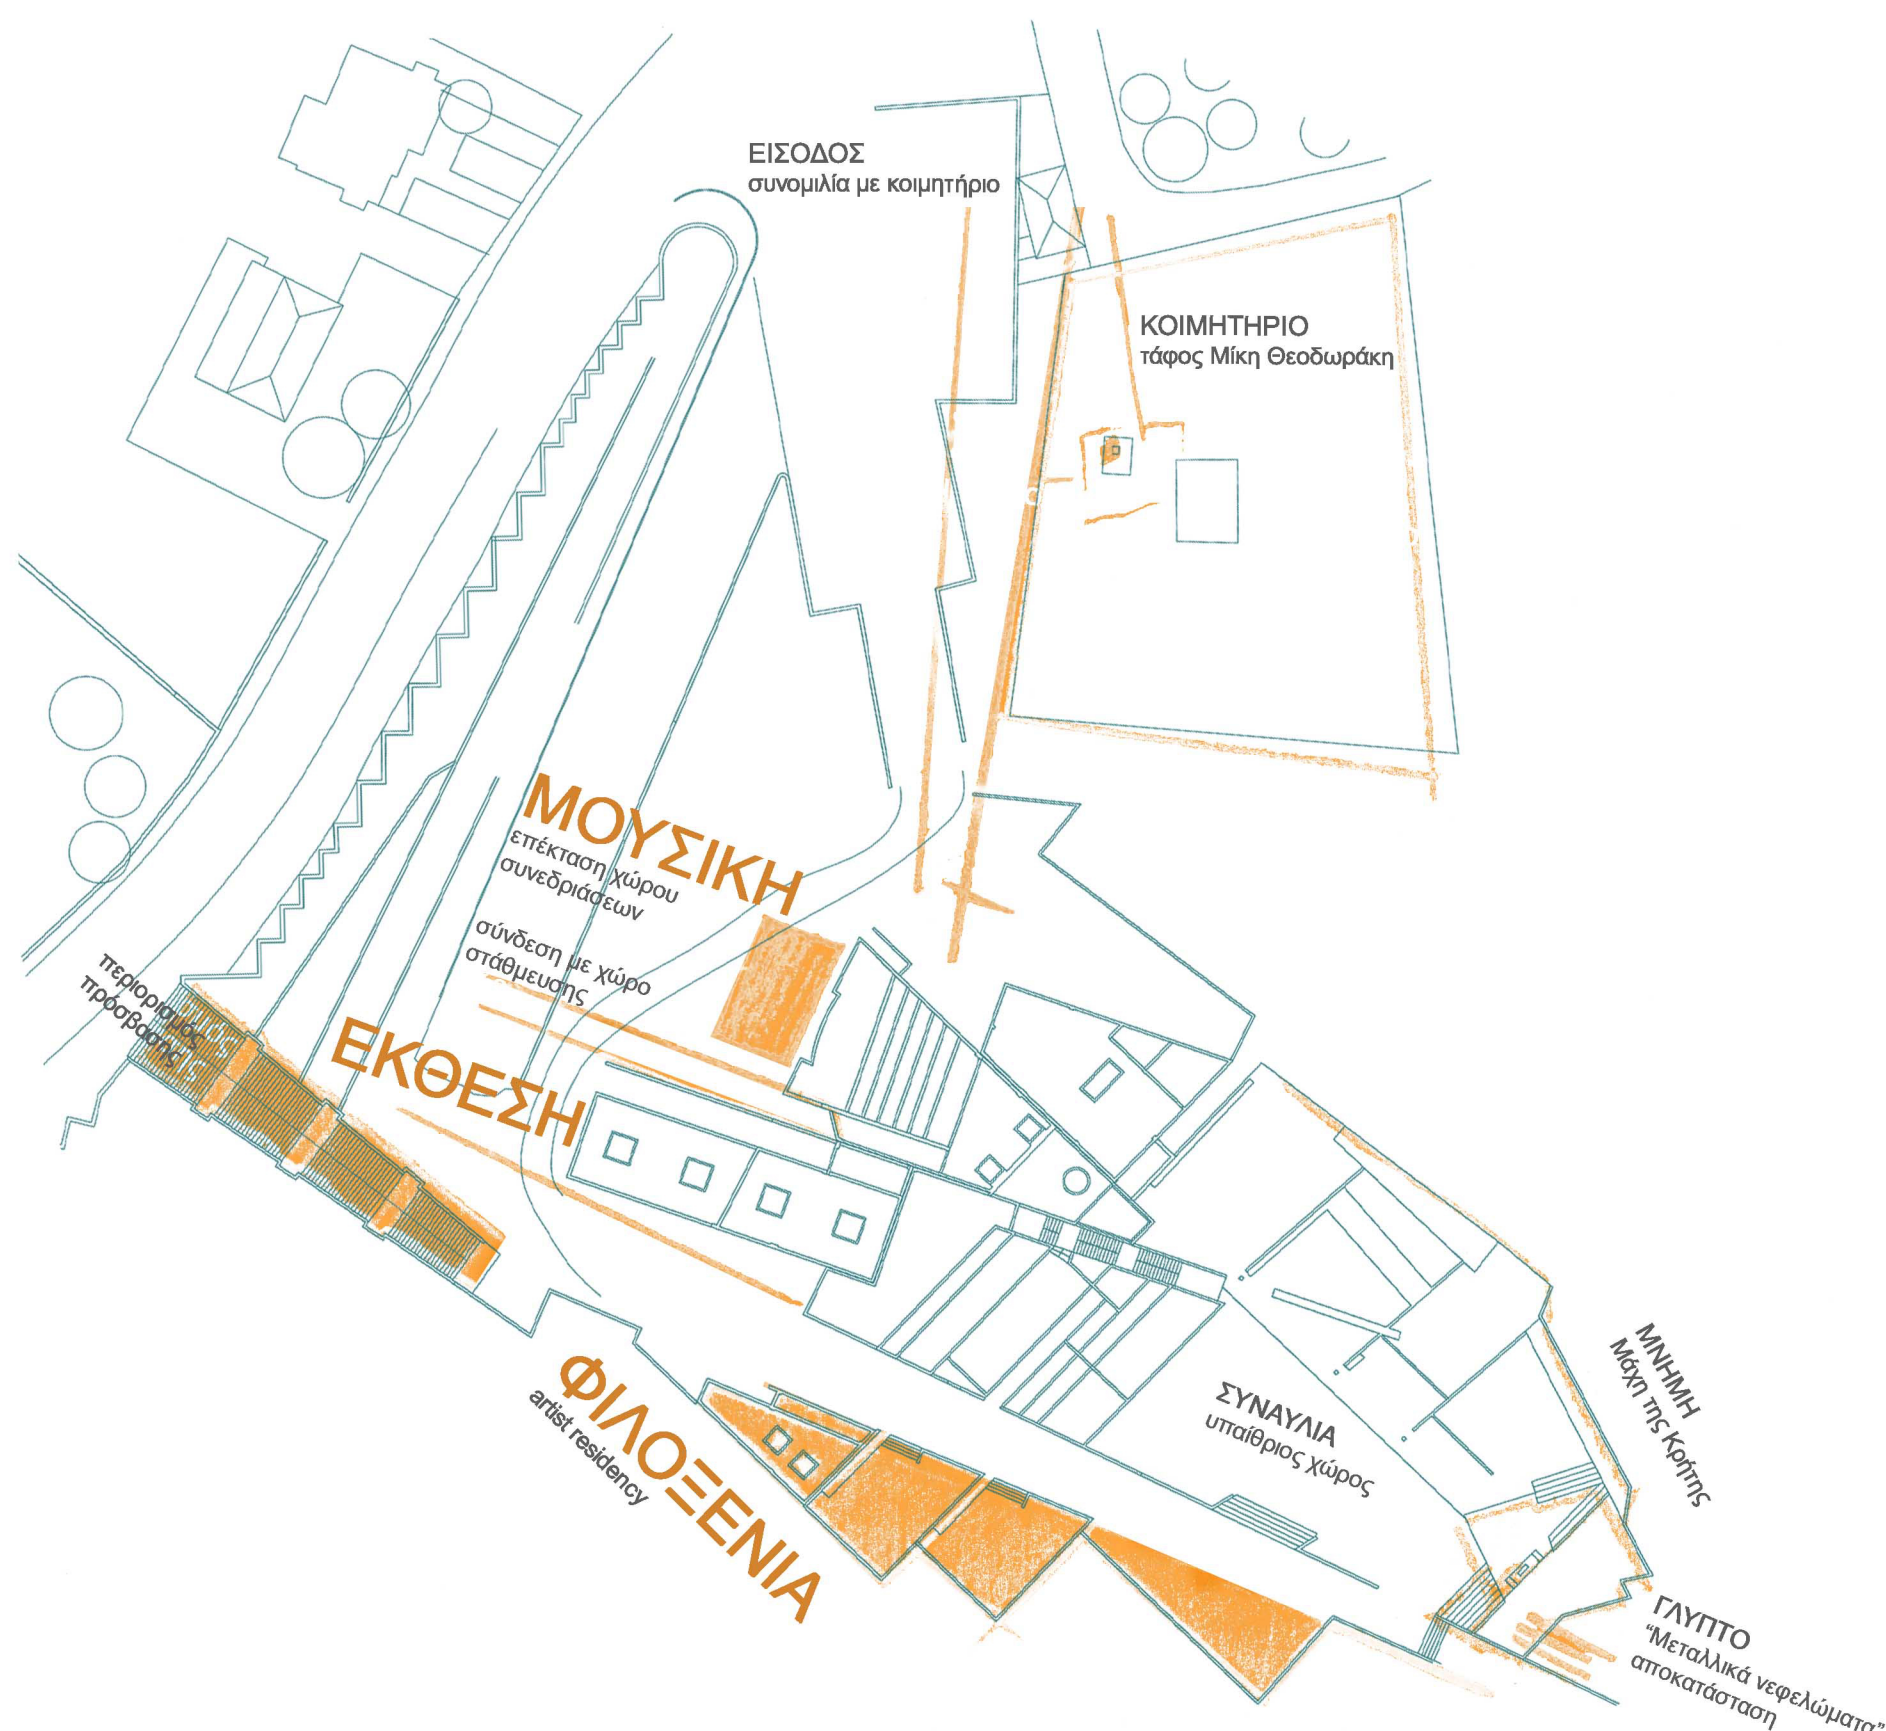 ΕΙΣΟΔΟΣ
συνομιλία με κοιμητήριο
ΚΟΙΜΗΤΗΡΙΟ
τάφος Μίκη Θεοδωράκη
ΜΟΥΣΙΚΗ
επέκταση χώρου
συνεδριάσεων
σύνδεση με χώρο
στάθμευσης
περιορισμός
πρόσβασης
ΕΚΘΕΣΗ
ΦΙΛΟΞΕΝΙΑ
artist residency
ΣΥΝΑΥΛΙΑ
υπαίθριος χώρος
ΜΝΗΜΗ
Μάχη της Κρήτης
ΓΛΥΠΤΟ
“Μεταλλικά νεφελώματα”
αποκατάσταση